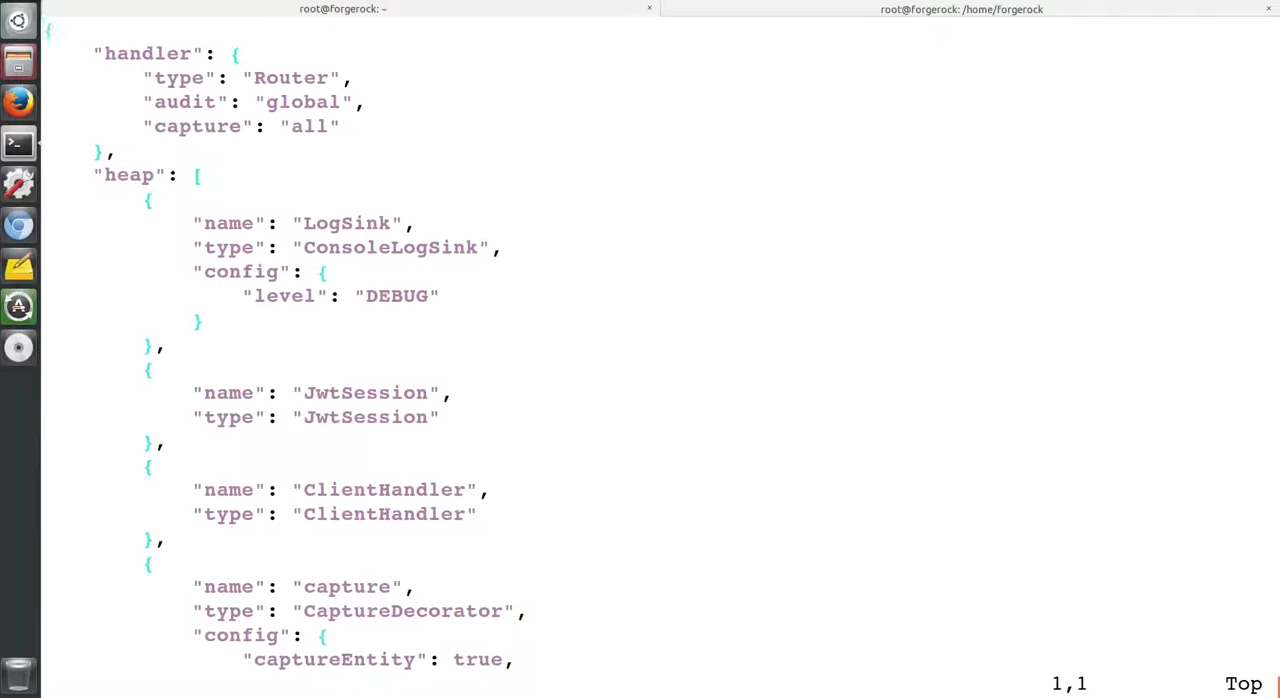 root@forgerock: ~
root@forgerock: /home/forgerock
{
"handler": {
"type": "Router",
"audit": "global",
"capture": "all"
},
"heap": [
{
"name": "LogSink",
"type": "ConsoleLogSink",
"config": {
"level": "DEBUG"
}
},
{
"name": "JwtSession",
"type": "JwtSession"
},
{
"name": "ClientHandler",
"type": "ClientHandler"
},
{
"name": "capture",
"type": "CaptureDecorator",
"config": {
"captureEntity": true,
1,1 Top